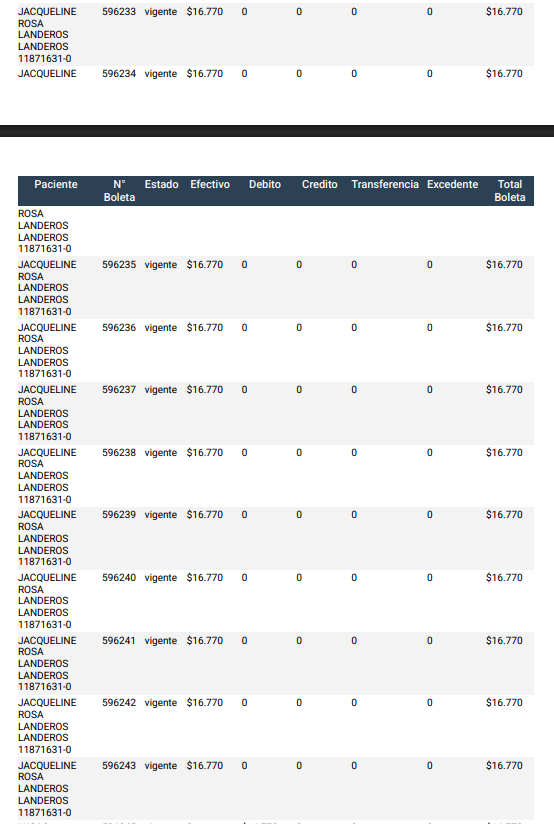 JACQUELINE 596233 vigente $16.770 0 0 0 0 $16.770
ROSA
LANDEROS
LANDEROS
11871631-0
JACQUELINE 596234 vigente $16.770 0 0 0 0 $16.770
Paciente N° Estado Efectivo Debito Credito Transferencia Excedente Total
Boleta Boleta
ROSA
LANDEROS
LANDEROS
11871631-0
JACQUELINE 596235 vigente $16.770 0 0 0 0 $16.770
ROSA
LANDEROS
LANDEROS
11871631-0
JACQUELINE 596236 vigente $16.770 0 0 0 0 $16.770
ROSA
LANDEROS
LANDEROS
11871631-0
JACQUELINE 596237 vigente $16.770 0 0 0 0 $16.770
ROSA
LANDEROS
LANDEROS
11871631-0
JACQUELINE 596238 vigente $16.770 0 0 0 0 $16.770
ROSA
LANDEROS
LANDEROS
11871631-0
JACQUELINE 596239 vigente $16.770 0 0 0 0 $16.770
ROSA
LANDEROS
LANDEROS
11871631-0
JACQUELINE 596240 vigente $16.770 0 0 0 0 $16.770
ROSA
LANDEROS
LANDEROS
11871631-0
JACQUELINE 596241 vigente $16.770 0 0 0 0 $16.770
ROSA
LANDEROS
LANDEROS
11871631-0
JACQUELINE 596242 vigente $16.770 0 0 0 0 $16.770
ROSA
LANDEROS
LANDEROS
11871631-0
JACQUELINE 596243 vigente $16.770 0 0 0 0 $16.770
ROSA
LANDEROS
LANDEROS
11871631-0